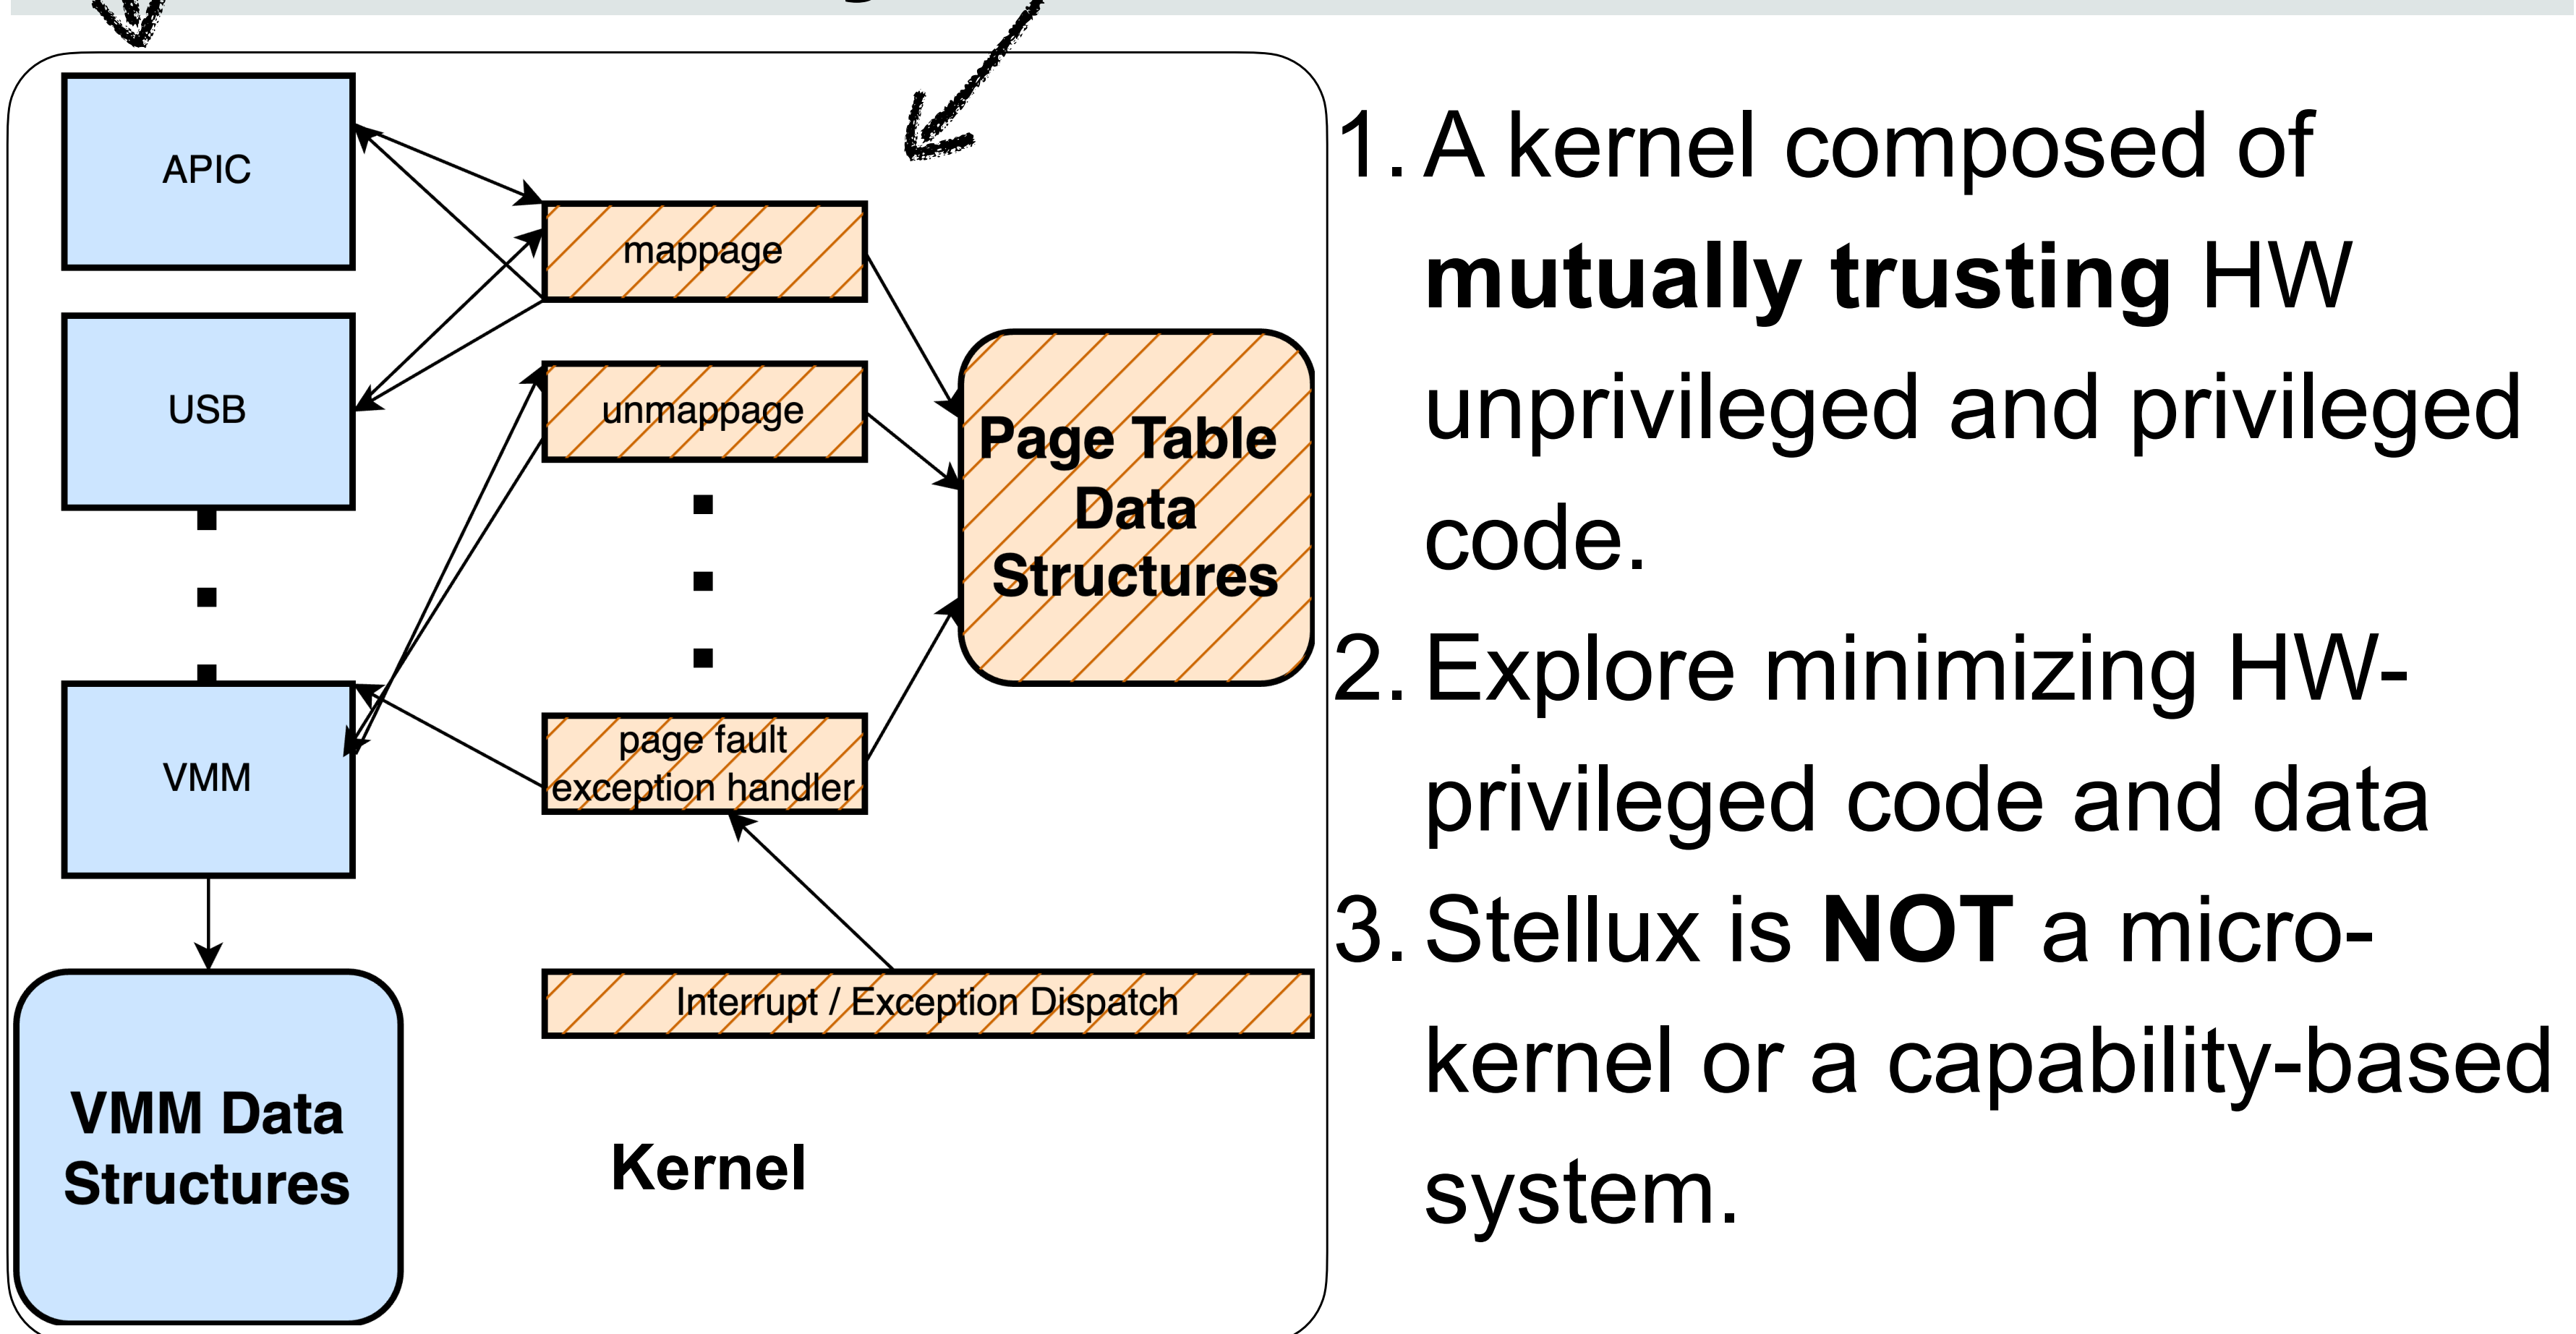 APIC
mappage
USB
unmappage
Page Table
Data
Structures
VMM
page fault
exception handler
Interrupt / Exception Dispatch
VMM Data
Structures
Kernel
1. A kernel composed of
mutually trusting HW
unprivileged and privileged
code.
2. Explore minimizing HW-
privileged code and data
3. Stellux is NOT a micro-
kernel or a capability-based
system.